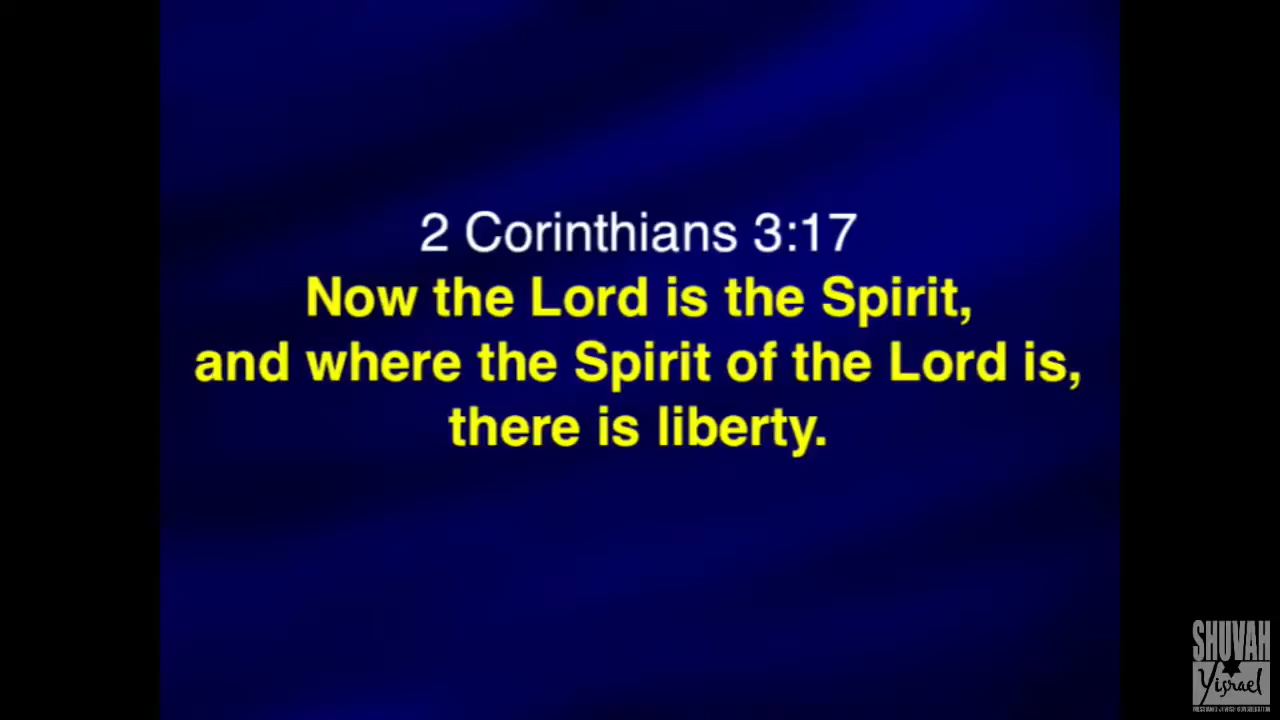 2 Corinthians 3:17
Now the Lord is the Spirit,
and where the Spirit of the Lord is,
there is liberty.
SHUVAH
Yisrael